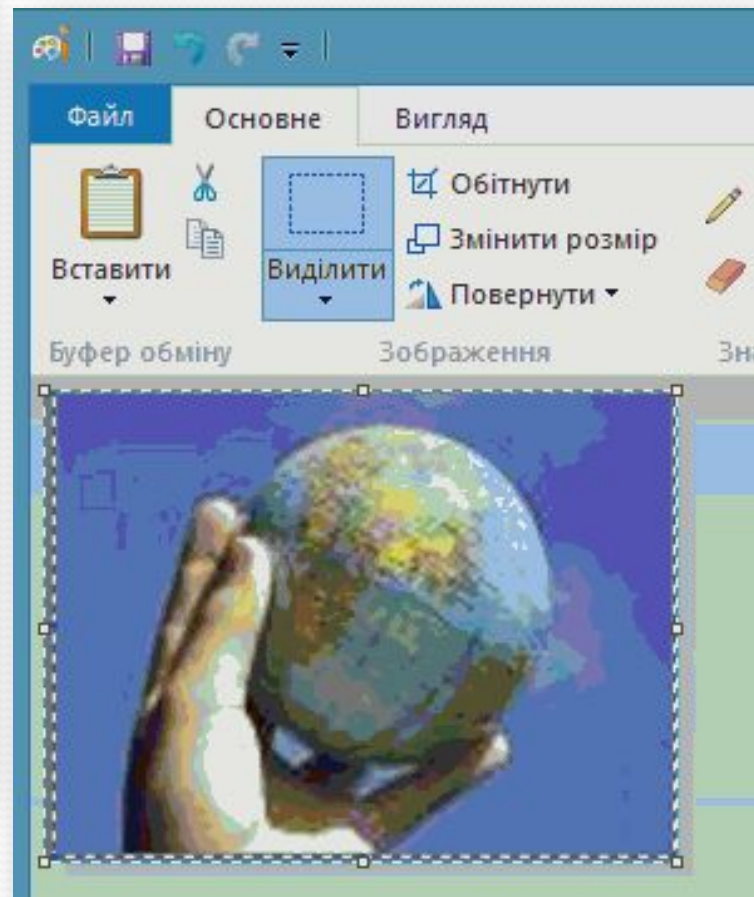 Файл Основне Вигляд
Обітнути
Змінити розмір
Вставити Виділити
Повернути
Буфер обміну Зображення